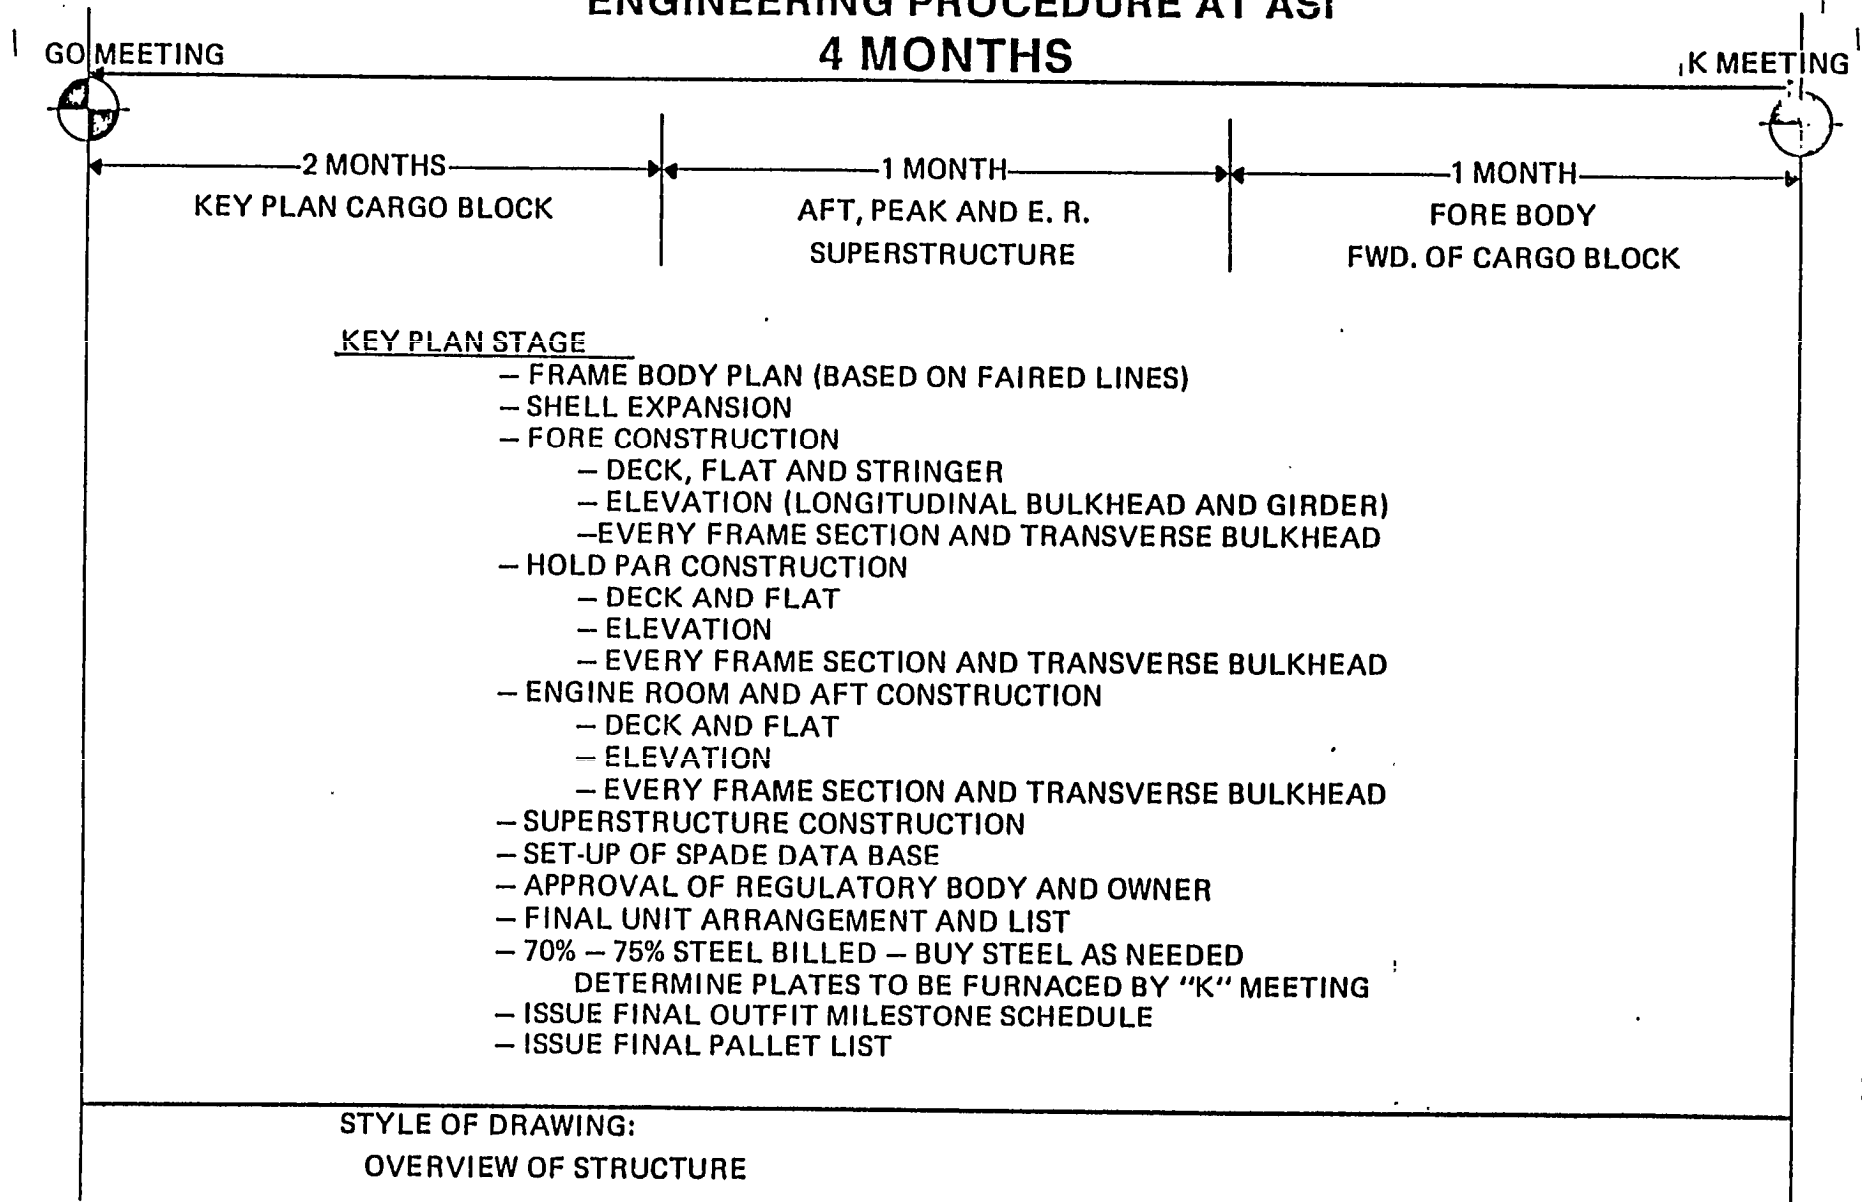 ENGINEERING PROCEDURE AT ASI
4 MONTHS
GO MEETING
K MEETING
2 MONTHS
KEY PLAN CARGO BLOCK
1 MONTH
AFT, PEAK AND E. R.
SUPERSTRUCTURE
1 MONTH
FORE BODY
FWD. OF CARGO BLOCK
KEY PLAN STAGE
– FRAME BODY PLAN (BASED ON FAIRED LINES)
– SHELL EXPANSION
– FORE CONSTRUCTION
– DECK, FLAT AND STRINGER
– ELEVATION (LONGITUDINAL BULKHEAD AND GIRDER)
–EVERY FRAME SECTION AND TRANSVERSE BULKHEAD
– HOLD PAR CONSTRUCTION
– DECK AND FLAT
– ELEVATION
– EVERY FRAME SECTION AND TRANSVERSE BULKHEAD
– ENGINE ROOM AND AFT CONSTRUCTION
– DECK AND FLAT
– ELEVATION
– EVERY FRAME SECTION AND TRANSVERSE BULKHEAD
– SUPERSTRUCTURE CONSTRUCTION
– SET-UP OF SPADE DATA BASE
– APPROVAL OF REGULATORY BODY AND OWNER
– FINAL UNIT ARRANGEMENT AND LIST
– 70% – 75% STEEL BILLED – BUY STEEL AS NEEDED
DETERMINE PLATES TO BE FURNACED BY "K" MEETING
– ISSUE FINAL OUTFIT MILESTONE SCHEDULE
– ISSUE FINAL PALLET LIST
STYLE OF DRAWING:
OVERVIEW OF STRUCTURE